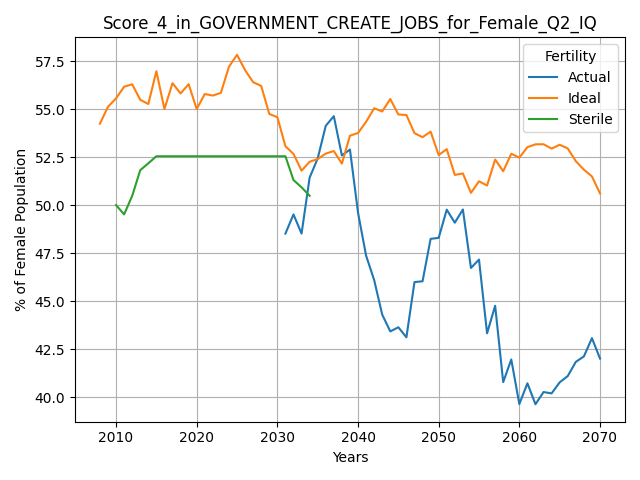 Score_4_in_GOVERNMENT_CREATE_JOBS_for_Female_Q2_IQ
Fertility
Actual
Ideal
Sterile
% of Female Population
57.5
55.0
52.5
50.0
47.5
45.0
42.5
40.0
2010 2020 2030 2040 2050 2060 2070
Years